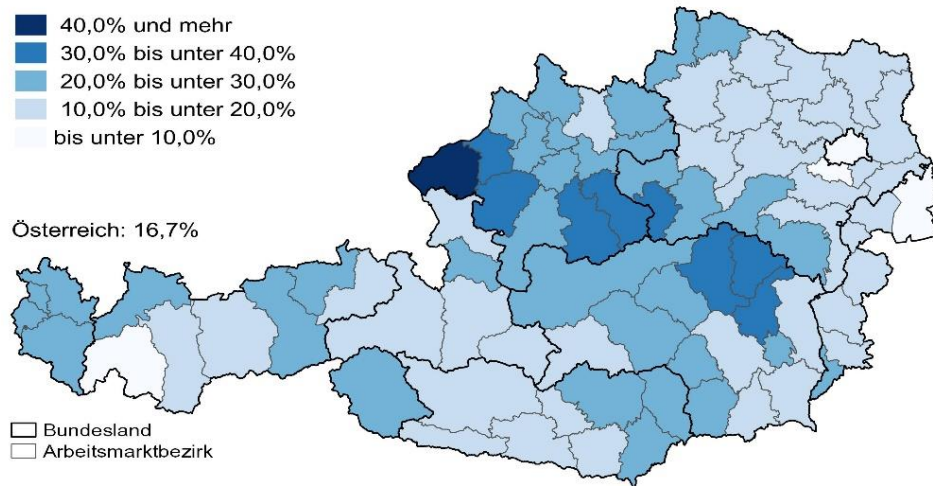 40,0% und mehr
30,0% bis unter 40,0%
20,0% bis unter 30,0%
10,0% bis unter 20,0%
bis unter 10,0%
Österreich: 16,7%
Bundesland
Arbeitsmarktbezirk